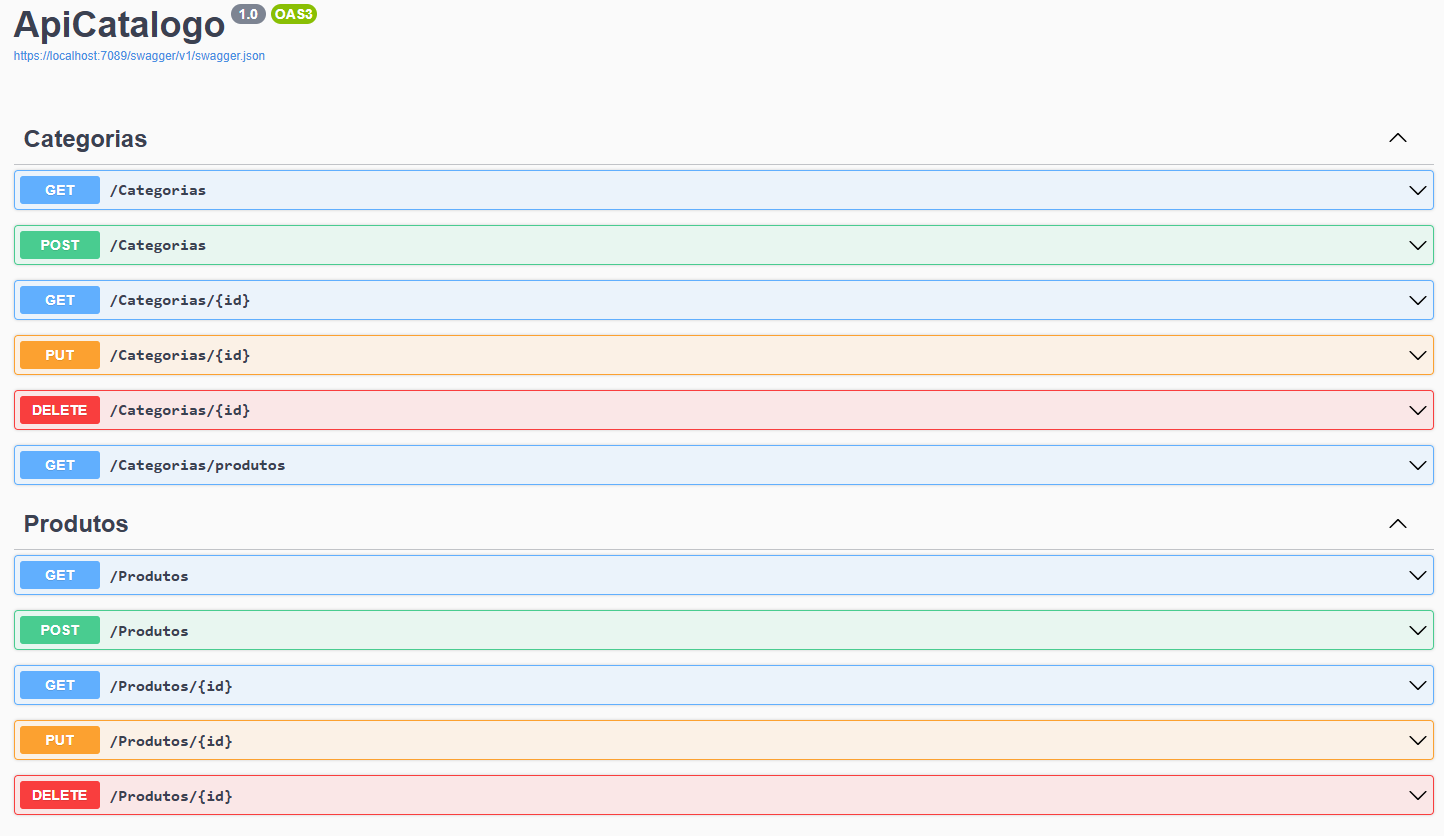 ApiCatalogo 1.0 OAS3
https://localhost:7089/swagger/v1/swagger.json
Categorias
GET /Categorias
POST /Categorias
GET /Categorias/{id}
PUT /Categorias/{id}
DELETE /Categorias/{id}
GET /Categorias/produtos
Produtos
GET /Produtos
POST /Produtos
GET /Produtos/{id}
PUT /Produtos/{id}
DELETE /Produtos/{id}